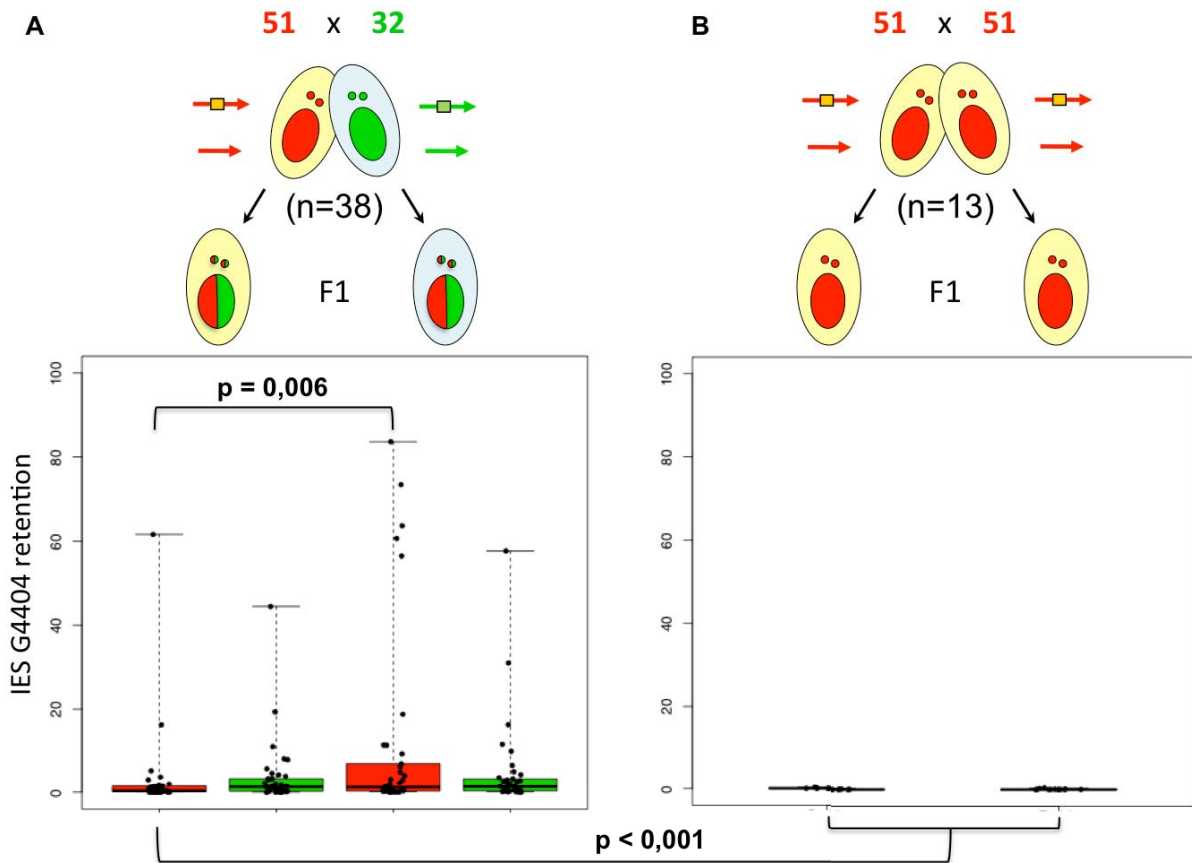 A
51 x 32
B
51 x 51
(n=38)
(n=13)
F1
F1
p = 0,006
IES G4404 retention
100
80
60
40
20
0
100
80
60
40
20
0
p < 0,001